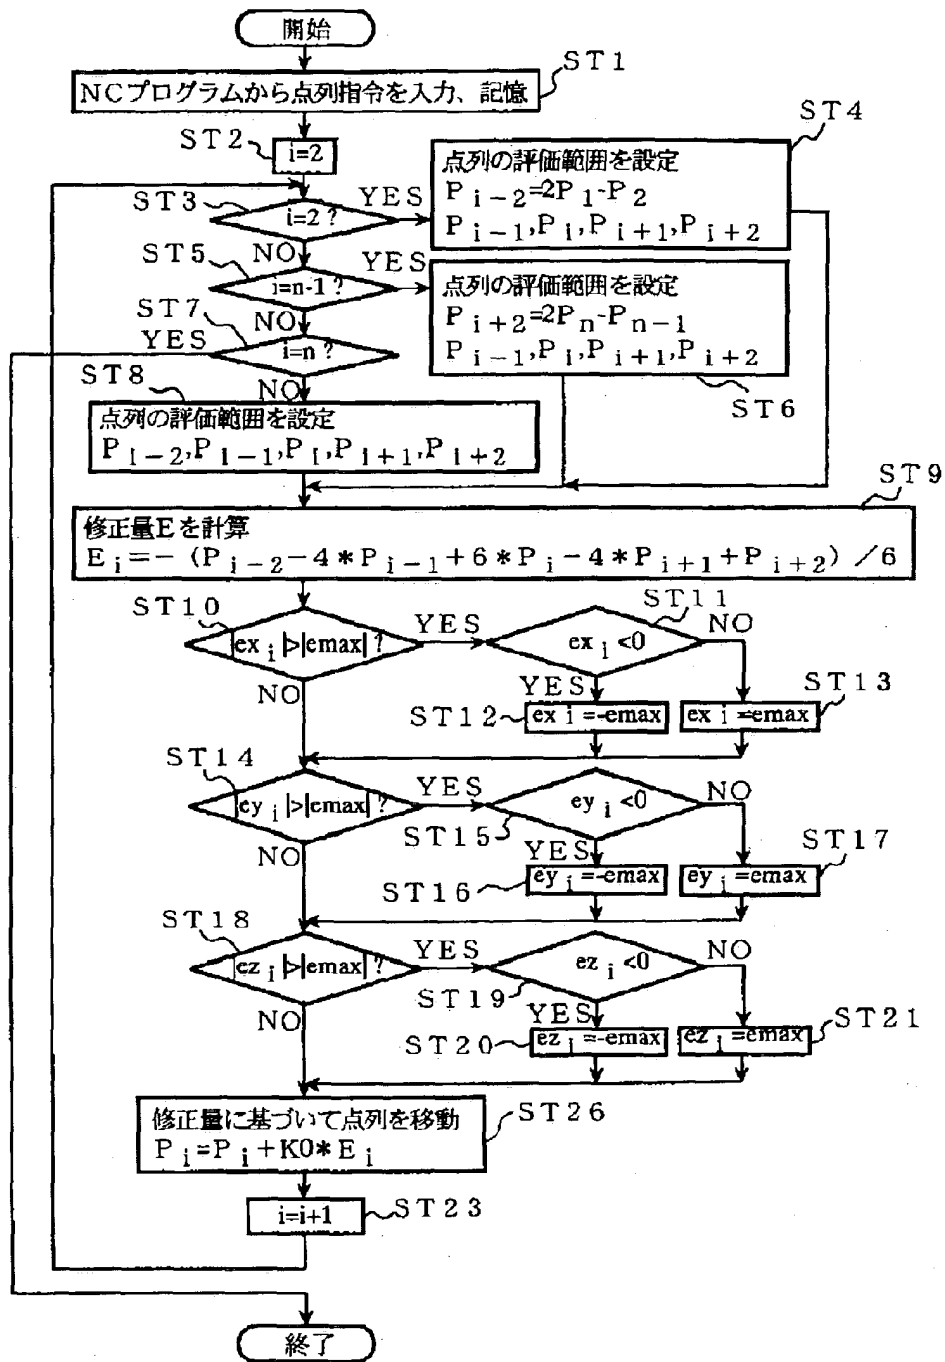 開始
ST1
NCプログラムから点列指令を入力、記憶
ST2
i=2
ST4
点列の評価範囲を設定
P i-2=2P1-P2
P i-1,P i,P i+1,P i+2
ST3
i=2 ?
YES
NO
ST5
i=n-1 ?
YES
NO
ST6
点列の評価範囲を設定
P i+2=2Pn-Pn-1
P i-1,P i,P i+1,P i+2
ST7
YES
i=n ?
NO
ST8
点列の評価範囲を設定
P i-2,P i-1,P i,P i+1,P i+2
ST9
修正量Eを計算
E i=-(P i-2-4*P i-1+6*P i-4*P i+1+P i+2)/6
ST10
|ex i|>|emax| ?
YES
NO
ST11
ex i <0
NO
YES
ST12
ex i =-emax
ST13
ex i =emax
ST14
|ey i|>|emax| ?
YES
NO
ST15
ey i <0
NO
YES
ST16
ey i =-emax
ST17
ey i =emax
ST18
|ez i|>|emax| ?
YES
NO
ST19
ez i <0
NO
YES
ST20
ez i =-emax
ST21
ez i =emax
ST26
修正量に基づいて点列を移動
P i=P i+K0*E i
i=i+1
ST23
終了